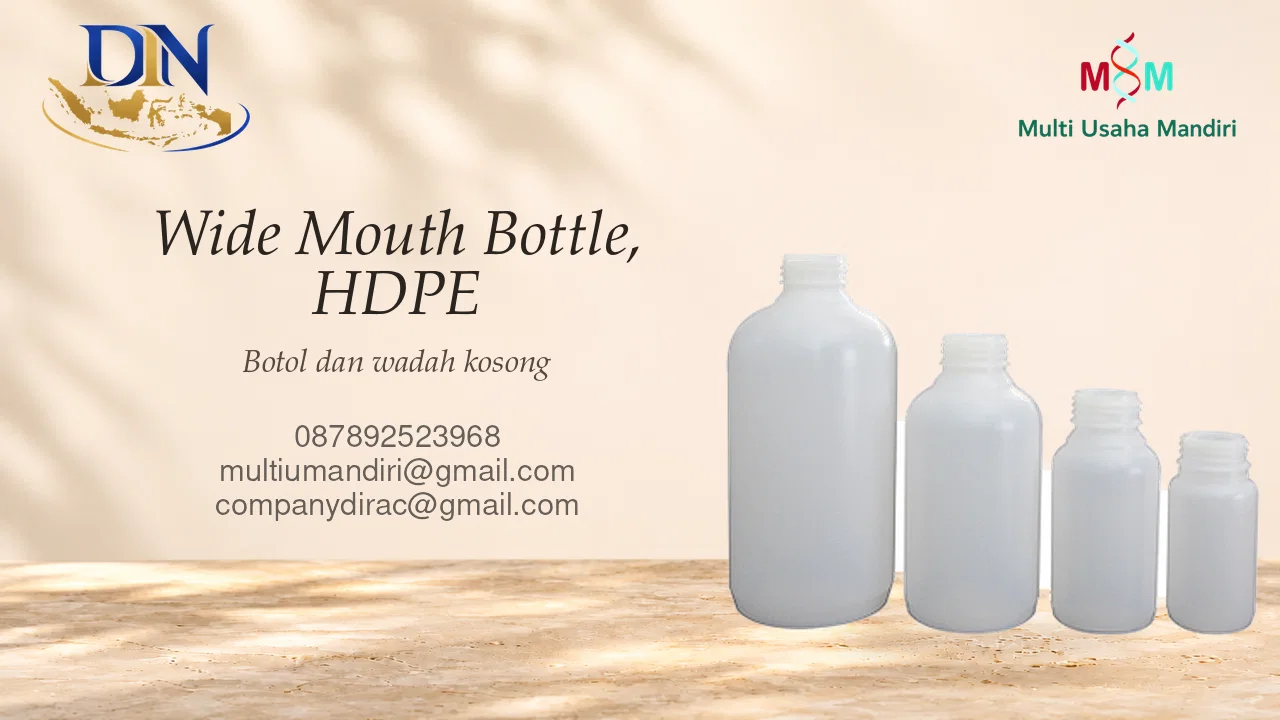 DIN
MSM
Multi Usaha Mandiri
Wide Mouth Bottle,
HDPE
Botol dan wadah kosong
087892523968
multiumandiri@gmail.com
companydirac@gmail.com